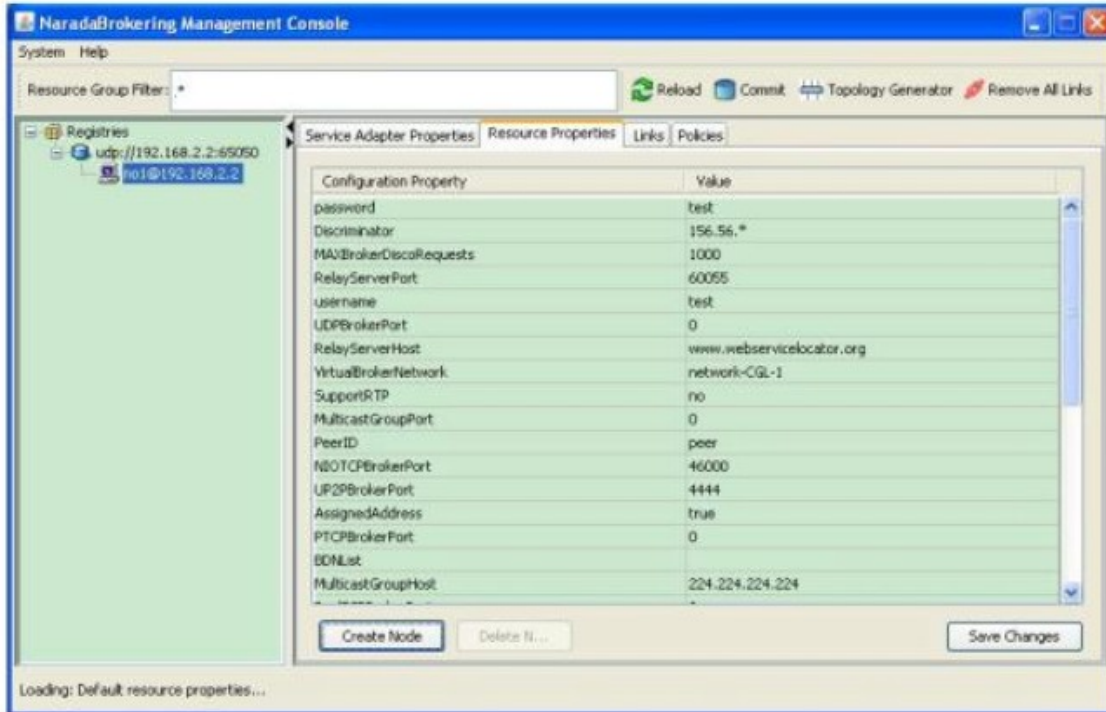 NaradaBrokering Management Console
System Help
Resource Group Filter: .*
Reload Commit Topology Generator Remove All Links
Registries
udp://192.168.2.2:65050
no1@192.168.2.2
Service Adapter Properties Resource Properties Links Policies
Configuration Property Value
password test
Discriminator 156.56.*
MAXBrokerDiscoRequests 1000
RelayServerPort 60055
username test
UDPBrokerPort 0
RelayServerHost www.webservicelocator.org
VirtualBrokerNetwork network-CGL-1
SupportRTP no
MulticastGroupPort 0
PeerID peer
NIOTCPBrokerPort 46000
UP2PBrokerPort 4444
AssignedAddress true
PTCPBrokerPort 0
BDNList
MulticastGroupHost 224.224.224.224
Create Node Delete N... Save Changes
Loading: Default resource properties...